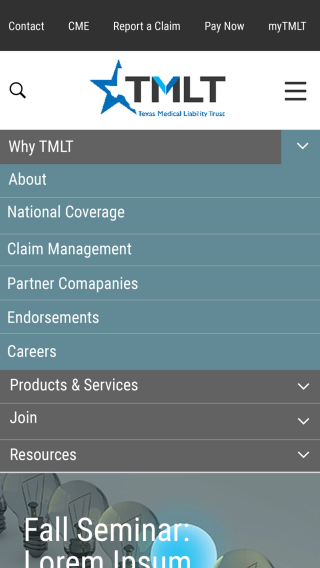 Contact CME Report a Claim Pay Now myTMLT
TMLT
Texas Medical Liability Trust
Why TMLT
About
National Coverage
Claim Management
Partner Comapanies
Endorsements
Careers
Products & Services
Join
Resources
Fall Seminar:
Lorem Ipsum